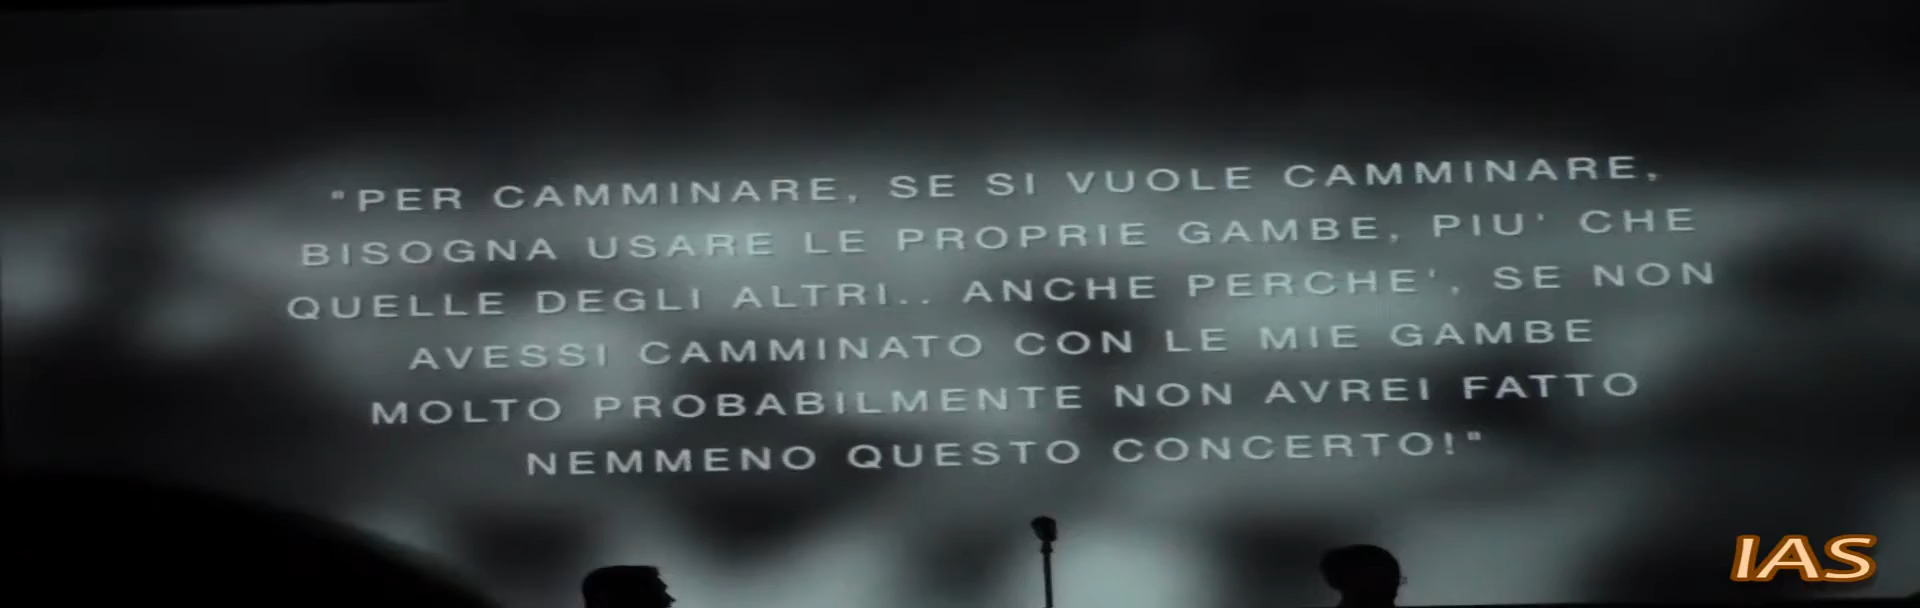 "PER CAMMINARE, SE SI VUOLE CAMMINARE,
BISOGNA USARE LE PROPRIE GAMBE, PIU' CHE
QUELLE DEGLI ALTRI.. ANCHE PERCHE', SE NON
AVESSI CAMMINATO CON LE MIE GAMBE
MOLTO PROBABILMENTE NON AVREI FATTO
NEMMENO QUESTO CONCERTO!"
IAS